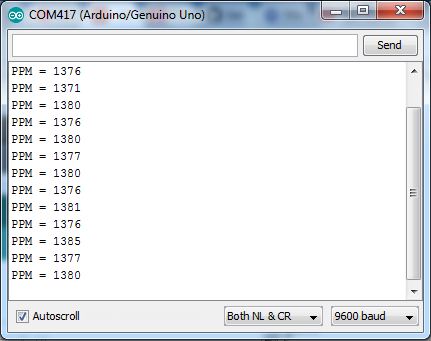 COM417 (Arduino/Genuino Uno)
Send
PPM = 1376
PPM = 1371
PPM = 1380
PPM = 1376
PPM = 1380
PPM = 1377
PPM = 1380
PPM = 1376
PPM = 1381
PPM = 1376
PPM = 1385
PPM = 1377
PPM = 1380
Autoscroll
Both NL & CR
9600 baud